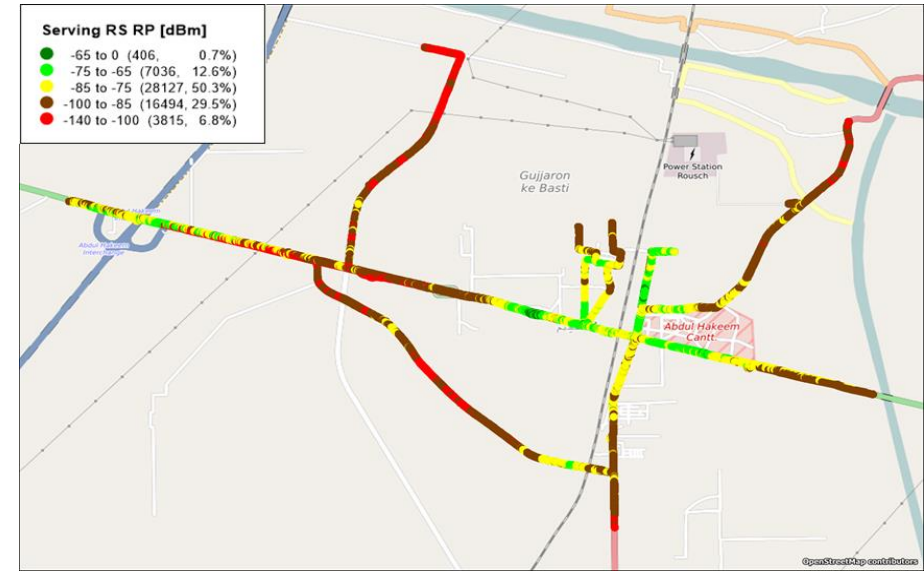 Serving RS RP [dBm]
-65 to 0 (406, 0.7%)
-75 to -65 (7036, 12.6%)
-85 to -75 (28127, 50.3%)
-100 to -85 (16494, 29.5%)
-140 to -100 (3815, 6.8%)
Power Station
Rousch
Gujjaron
ke Basti
Abdul Hakeem
Interchange
Abdul Hakeem
Cantt.
OpenStreetMap contributors